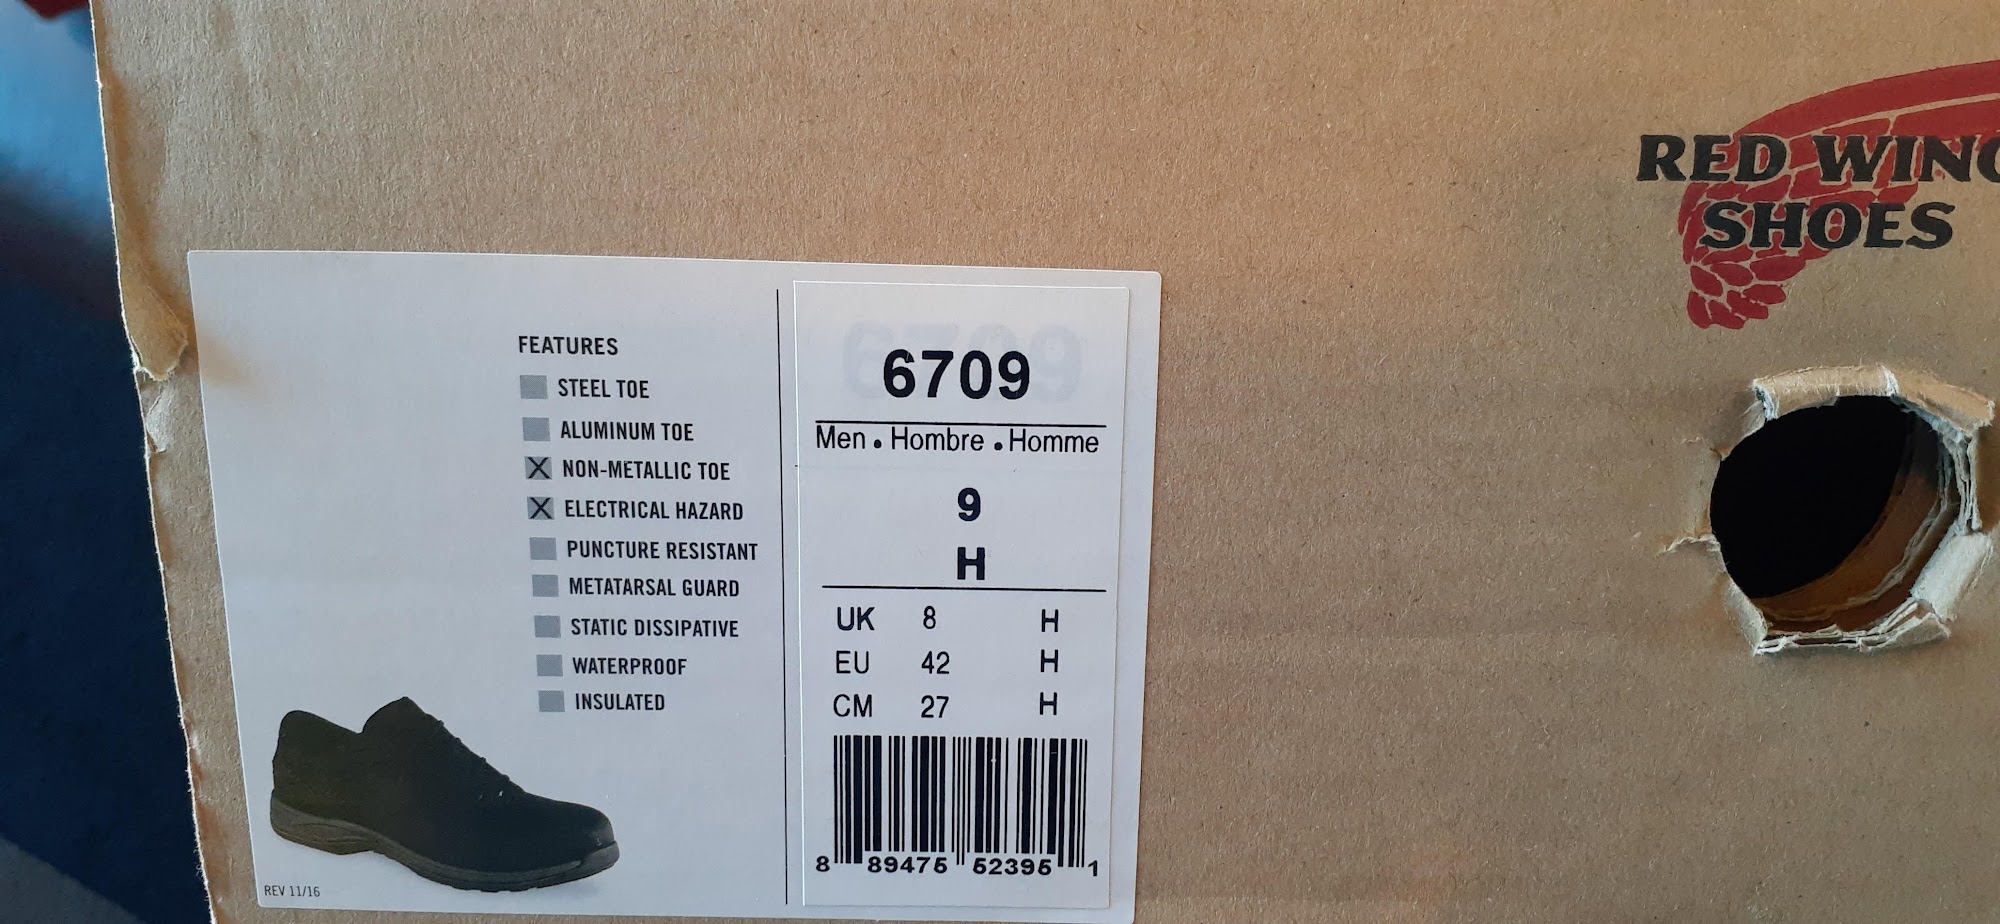 RED WING
SHOES
FEATURES
STEEL TOE
ALUMINUM TOE
NON-METALLIC TOE
ELECTRICAL HAZARD
PUNCTURE RESISTANT
METATARSAL GUARD
STATIC DISSIPATIVE
WATERPROOF
INSULATED
REV 11/16
6709
Men • Hombre • Homme
9
H
UK 8 H
EU 42 H
CM 27 H
8 89475 52395 1